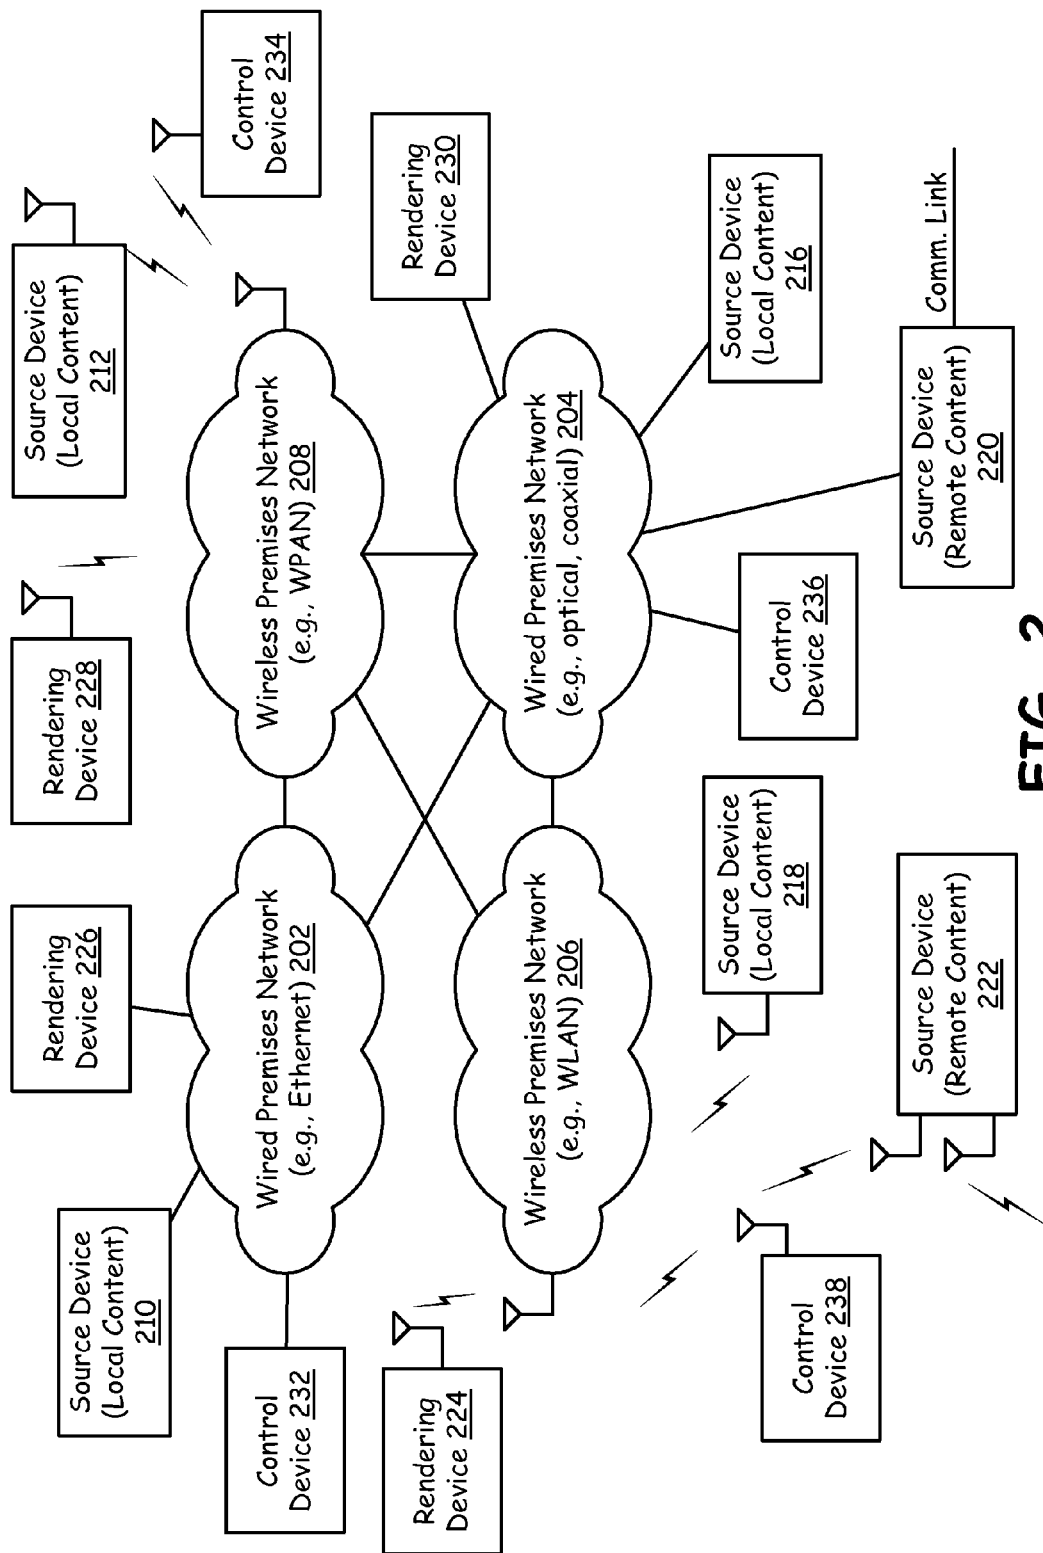 Source Device
(Local Content)
210
Rendering
Device 226
Rendering
Device 228
Source Device
(Local Content)
212
Control
Device 232
Wired Premises Network
(e.g., Ethernet) 202
Wireless Premises Network
(e.g., WPAN) 208
Control
Device 234
Rendering
Device 224
Wireless Premises Network
(e.g., WLAN) 206
Wired Premises Network
(e.g., optical, coaxial) 204
Rendering
Device 230
Control
Device 238
Source Device
(Local Content)
218
Control
Device 236
Source Device
(Local Content)
216
Source Device
(Remote Content)
222
Source Device
(Remote Content)
220
Comm. Link
FIG. 2